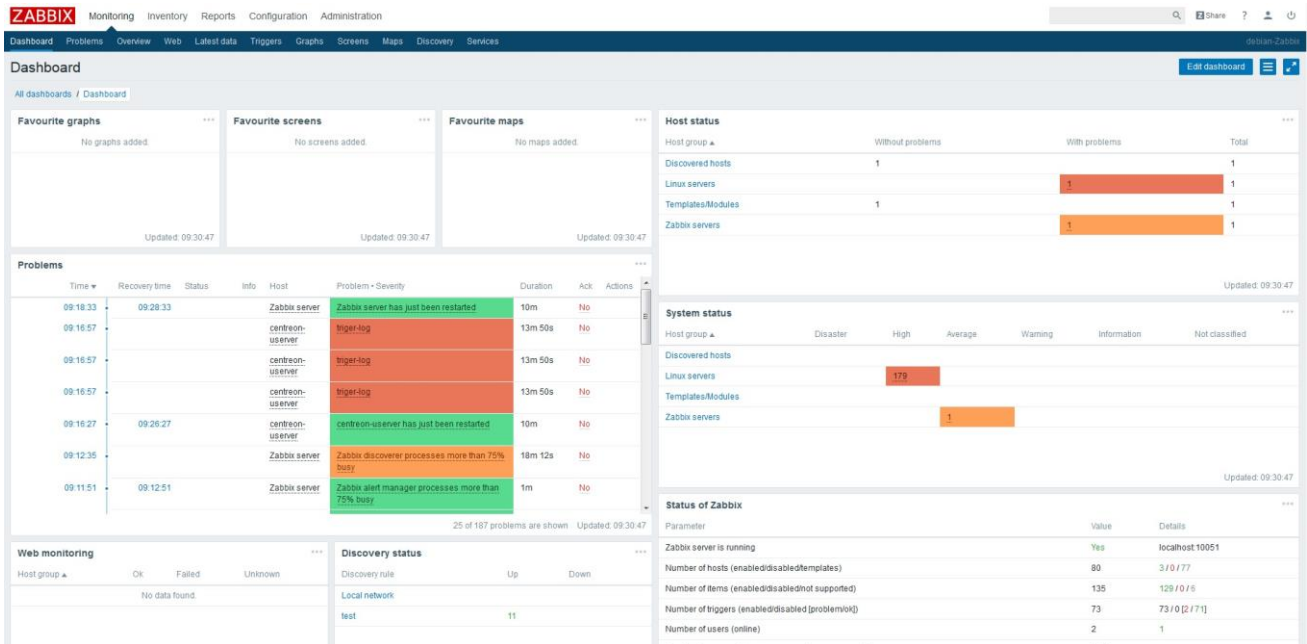 ZABBIX Monitoring Inventory Reports Configuration Administration Share ?
Dashboard Problems Overview Web Latest data Triggers Graphs Screens Maps Discovery Services debian-Zabbix
Dashboard Edit dashboard
All dashboards / Dashboard
Favourite graphs
No graphs added.
Updated: 09:30:47
Favourite screens
No screens added.
Updated: 09:30:47
Favourite maps
No maps added.
Updated: 09:30:47
Problems
Time Recovery time Status Info Host Problem • Severity Duration Ack Actions
09:18:33 09:28:33 Zabbix server Zabbix server has just been restarted 10m No
09:16:57 centreon- triger-log 13m 50s No
userver
09:16:57 centreon- triger-log 13m 50s No
userver
09:16:57 centreon- triger-log 13m 50s No
userver
09:16:27 09:26:27 centreon- centreon-userver has just been restarted 10m No
userver
09:12:35 Zabbix server Zabbix discoverer processes more than 75% 18m 12s No
busy
09:11:51 09:12:51 Zabbix server Zabbix alert manager processes more than 1m No
75% busy
25 of 187 problems are shown Updated: 09:30:47
Web monitoring
Host group Ok Failed Unknown
No data found.
Discovery status
Discovery rule Up Down
Local network
test 11
Host status
Host group Without problems With problems Total
Discovered hosts 1 1
Linux servers 1 1
Templates/Modules 1 1
Zabbix servers 1 1
Updated: 09:30:47
System status
Host group Disaster High Average Warning Information Not classified
Discovered hosts
Linux servers 179
Templates/Modules
Zabbix servers 1
Updated: 09:30:47
Status of Zabbix
Parameter Value Details
Zabbix server is running Yes localhost:10051
Number of hosts (enabled/disabled/templates) 80 3 / 0 / 77
Number of items (enabled/disabled/not supported) 135 129 / 0 / 6
Number of triggers (enabled/disabled [problem/ok]) 73 73 / 0 [2 / 71]
Number of users (online) 2 1